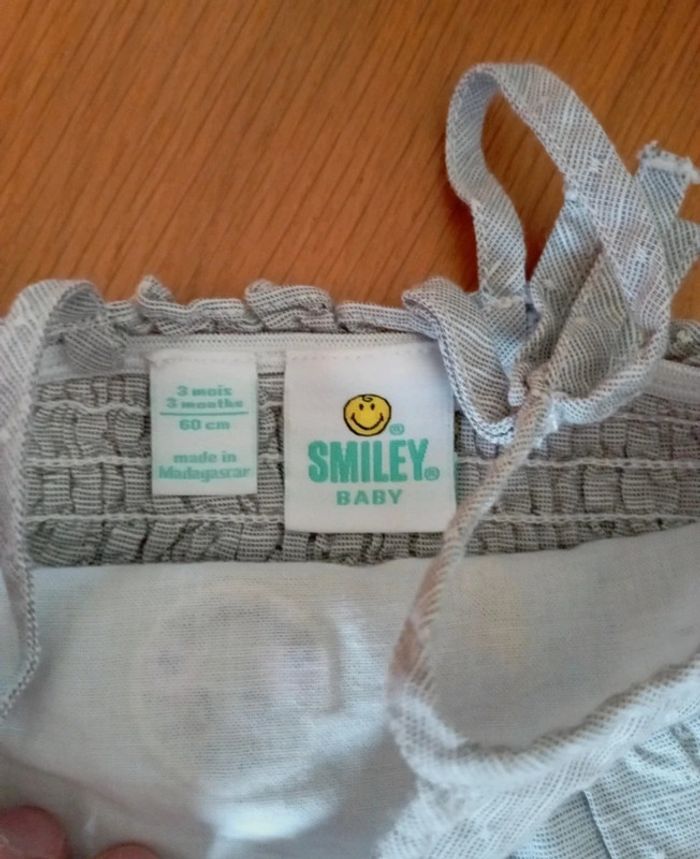 3 mois
3 months
60 cm
made in
Madagascar
®
SMILEY®
BABY